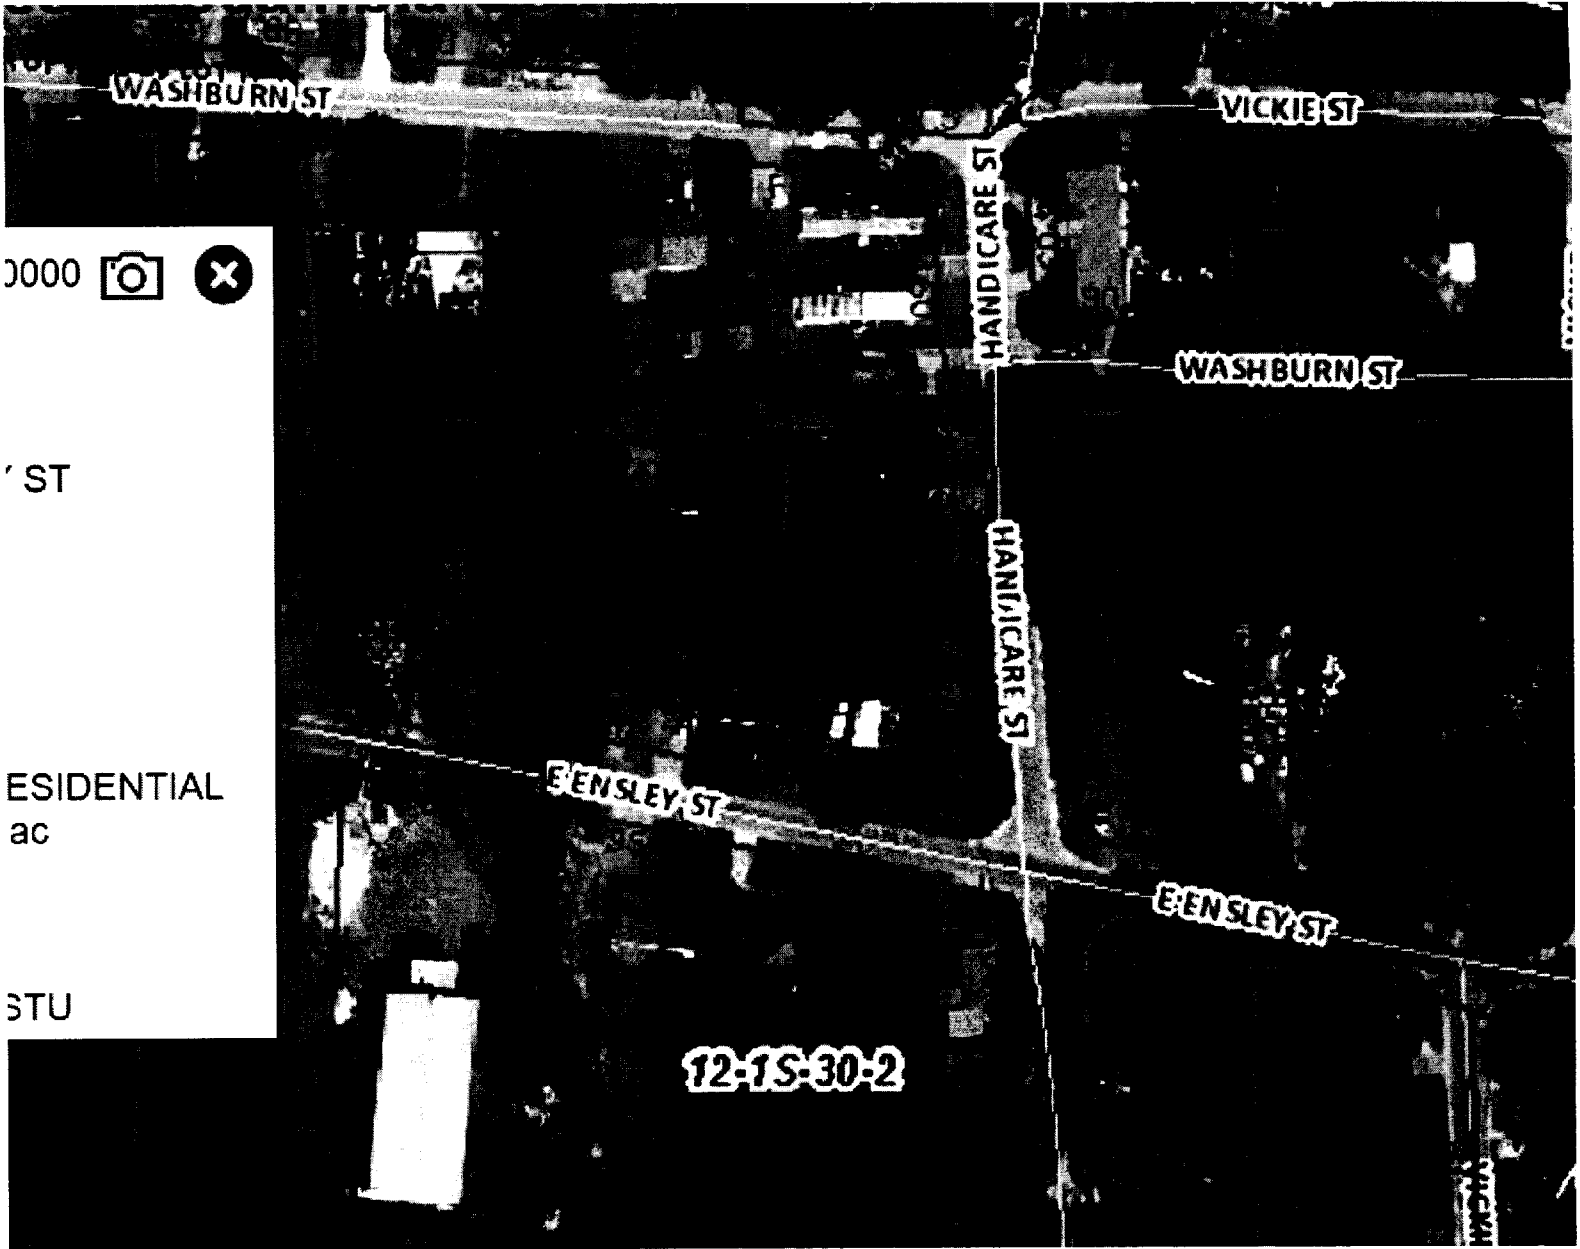 WASHBURN ST
VICKIE ST
HANDICARE ST
0000
WASHBURN ST
ST
HANDICARE ST
ESIDENTIAL
ac
E ENSLEY ST
E ENSLEY ST
STU
12-1S-30-2